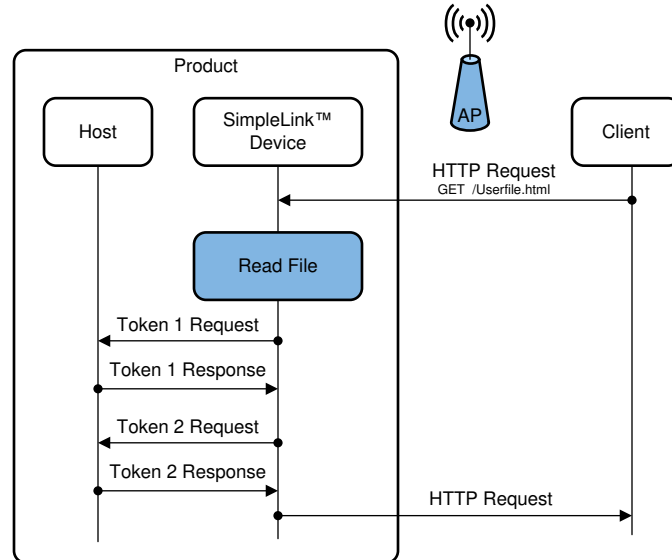 Product
AP
Host
SimpleLink™
Device
Client
HTTP Request
GET /Userfile.html
Read File
Token 1 Request
Token 1 Response
Token 2 Request
Token 2 Response
HTTP Request